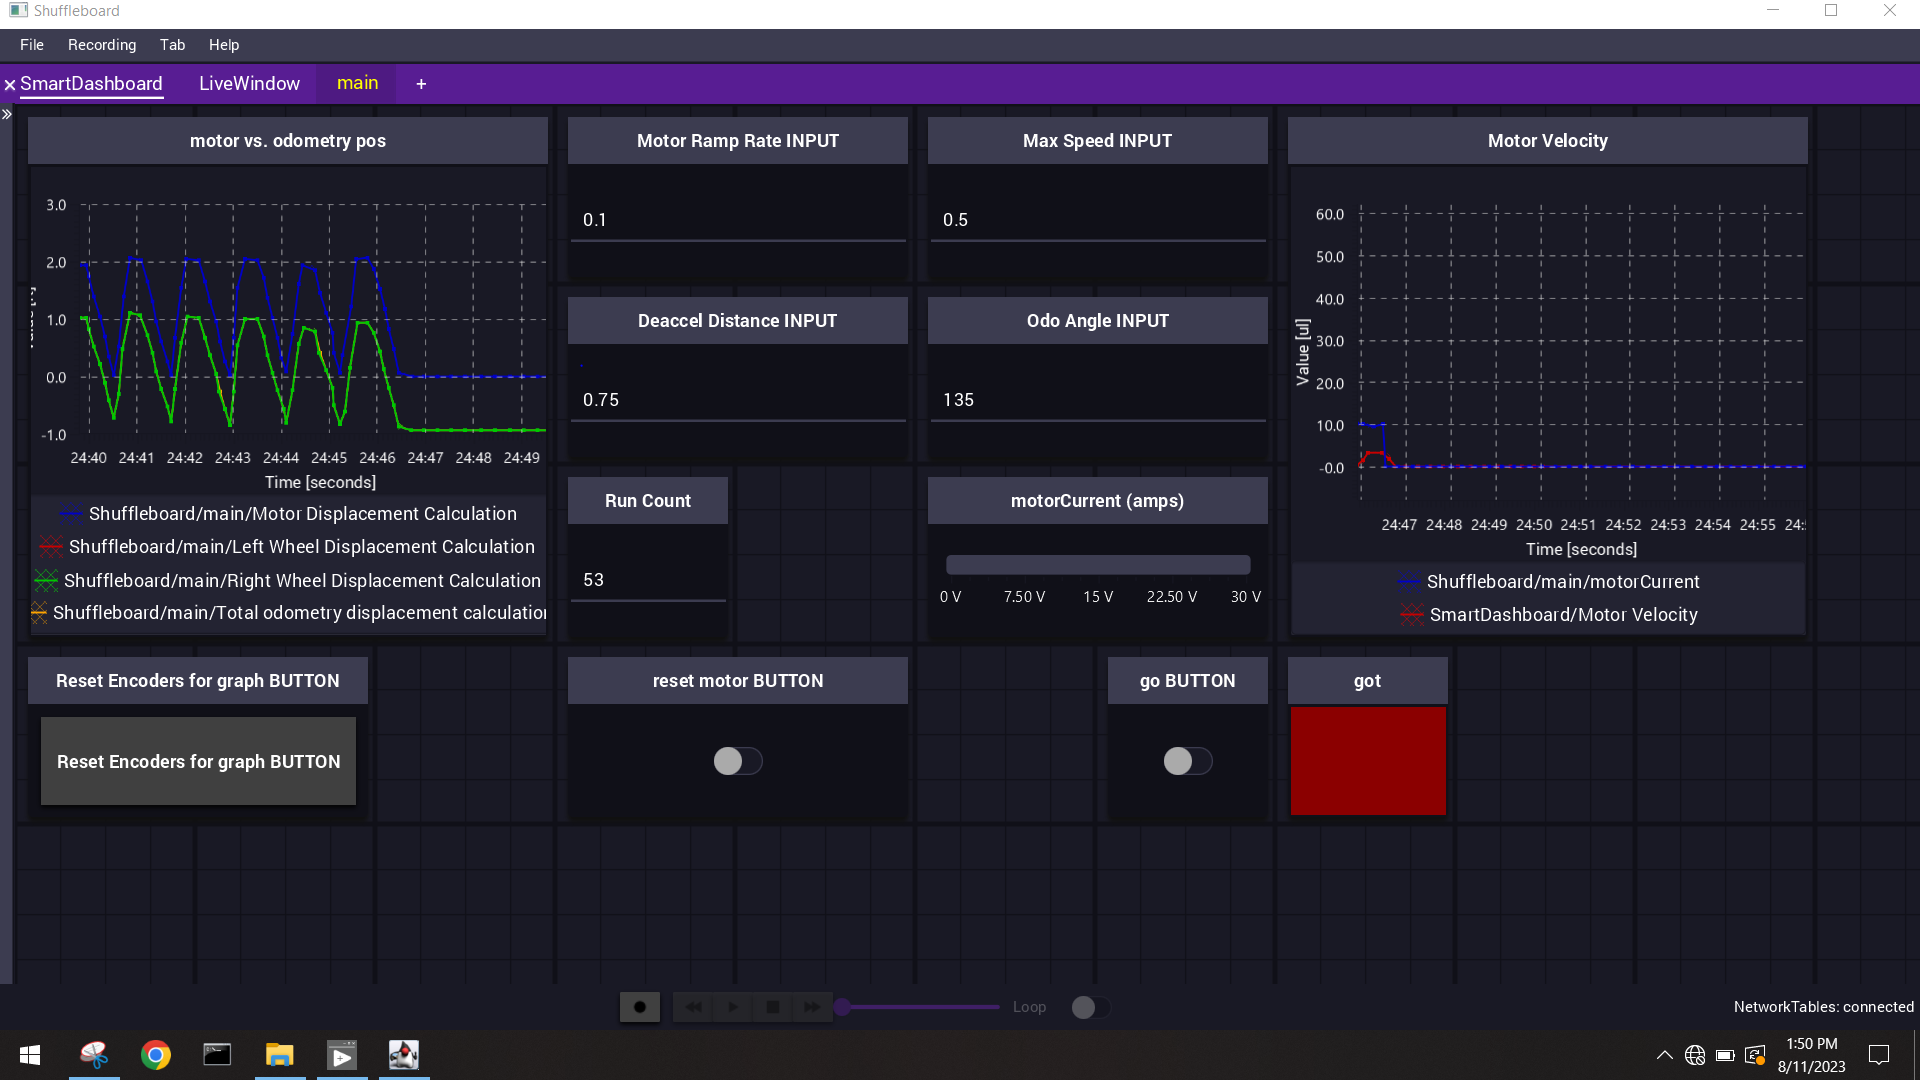 Shuffleboard
File Recording Tab Help
SmartDashboard LiveWindow main +
motor vs. odometry pos
3.0
2.0
1.0
0.0
-1.0
24:40 24:41 24:42 24:43 24:44 24:45 24:46 24:47 24:48 24:49
Time [seconds]
Shuffleboard/main/Motor Displacement Calculation
Shuffleboard/main/Left Wheel Displacement Calculation
Shuffleboard/main/Right Wheel Displacement Calculation
Shuffleboard/main/Total odometry displacement calculation
Motor Ramp Rate INPUT
0.1
Max Speed INPUT
0.5
Deaccel Distance INPUT
0.75
Odo Angle INPUT
135
Run Count
53
motorCurrent (amps)
0 V 7.50 V 15 V 22.50 V 30 V
Motor Velocity
Value [ul]
60.0
50.0
40.0
30.0
20.0
10.0
-0.0
24:47 24:48 24:49 24:50 24:51 24:52 24:53 24:54 24:55
Time [seconds]
Shuffleboard/main/motorCurrent
SmartDashboard/Motor Velocity
Reset Encoders for graph BUTTON
Reset Encoders for graph BUTTON
reset motor BUTTON
go BUTTON
got
Loop
NetworkTables: connected
1:50 PM
8/11/2023